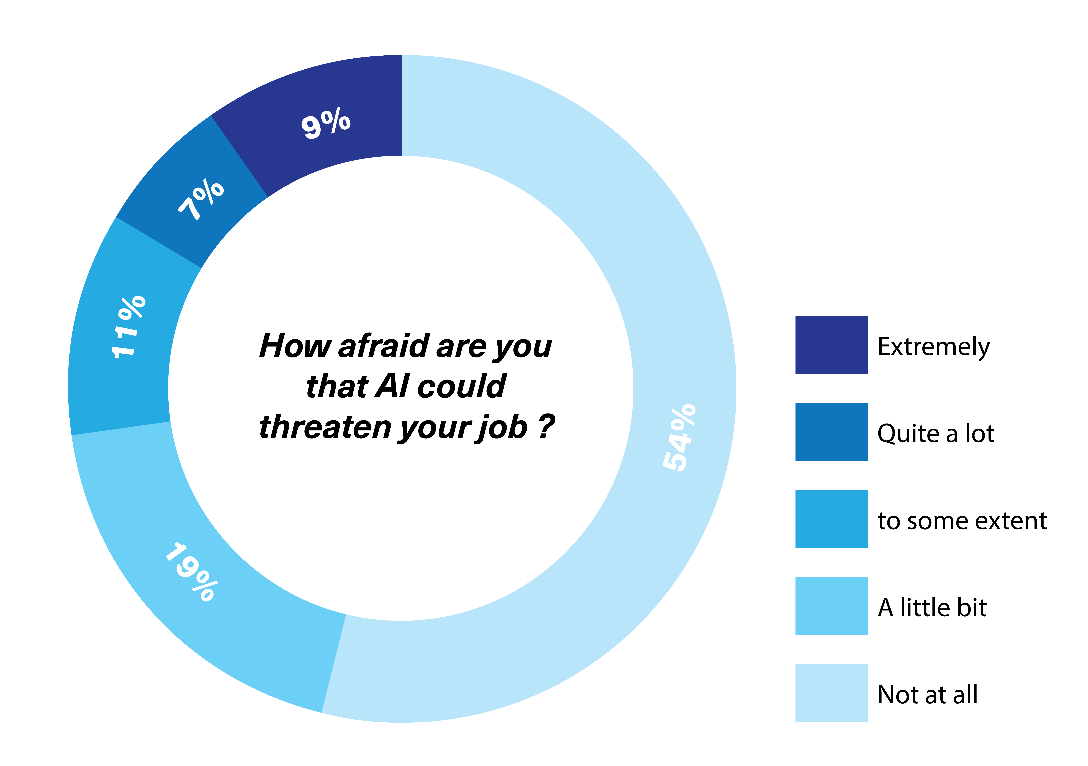 9%
7%
11%
19%
54%
How afraid are you
that AI could
threaten your job ?
Extremely
Quite a lot
to some extent
A little bit
Not at all